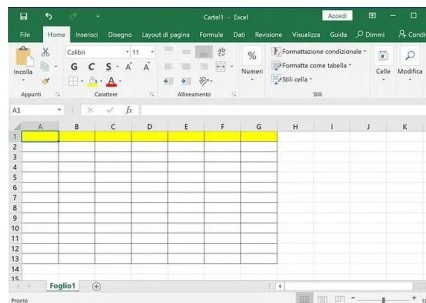 Cartel1 - Excel
Accedi
File Home Inserisci Disegno Layout di pagina Formule Dati Revisione Visualizza Guida Dimmi Condi
Calibri 11
Incolla
G C S A A
Numeri
Formattazione condizionale
Formatta come tabella
Stili cella
Celle
Modifica
Appunti Carattere Allineamento Stili
A1 fx
A B C D E F G H I J K
1
2
3
4
5
6
7
8
9
10
11
12
13
14
15
Foglio1
Pronto